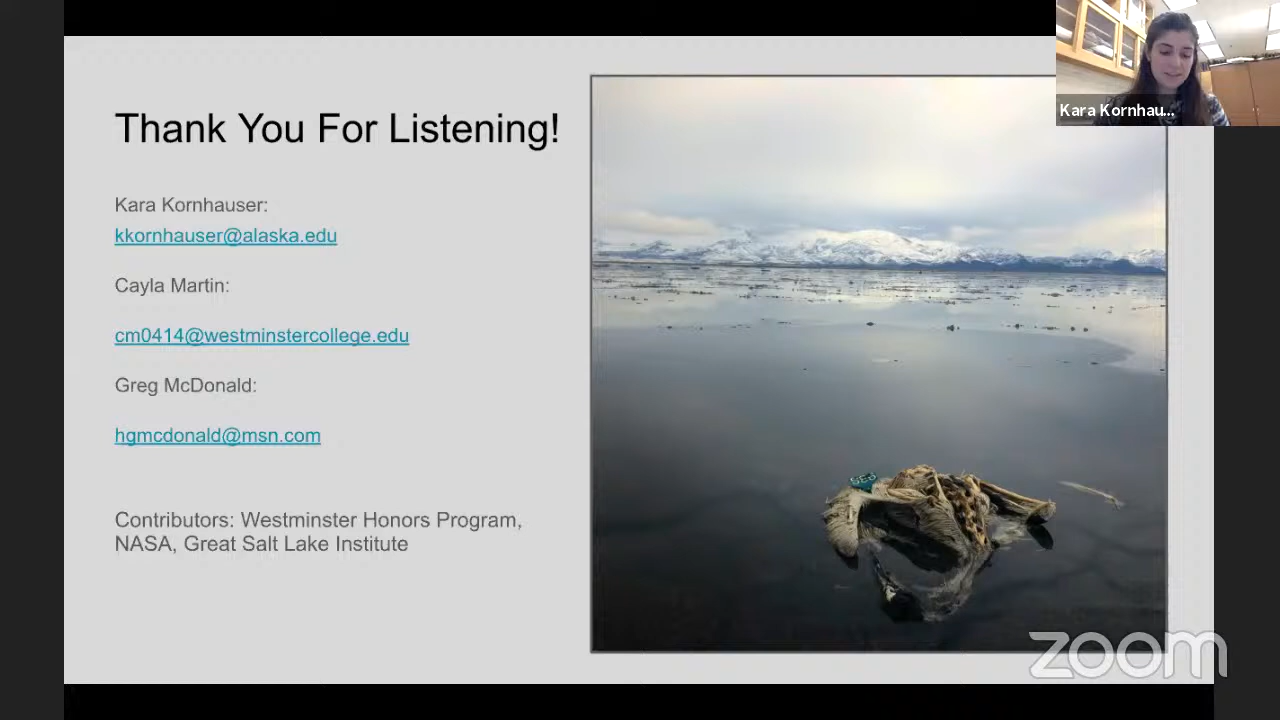 Thank You For Listening!
Kara Kornhauser:
kkornhauser@alaska.edu
Cayla Martin:
cm0414@westminstercollege.edu
Greg McDonald:
hgmcdonald@msn.com
Contributors: Westminster Honors Program,
NASA, Great Salt Lake Institute
Kara Kornhau...
zoom